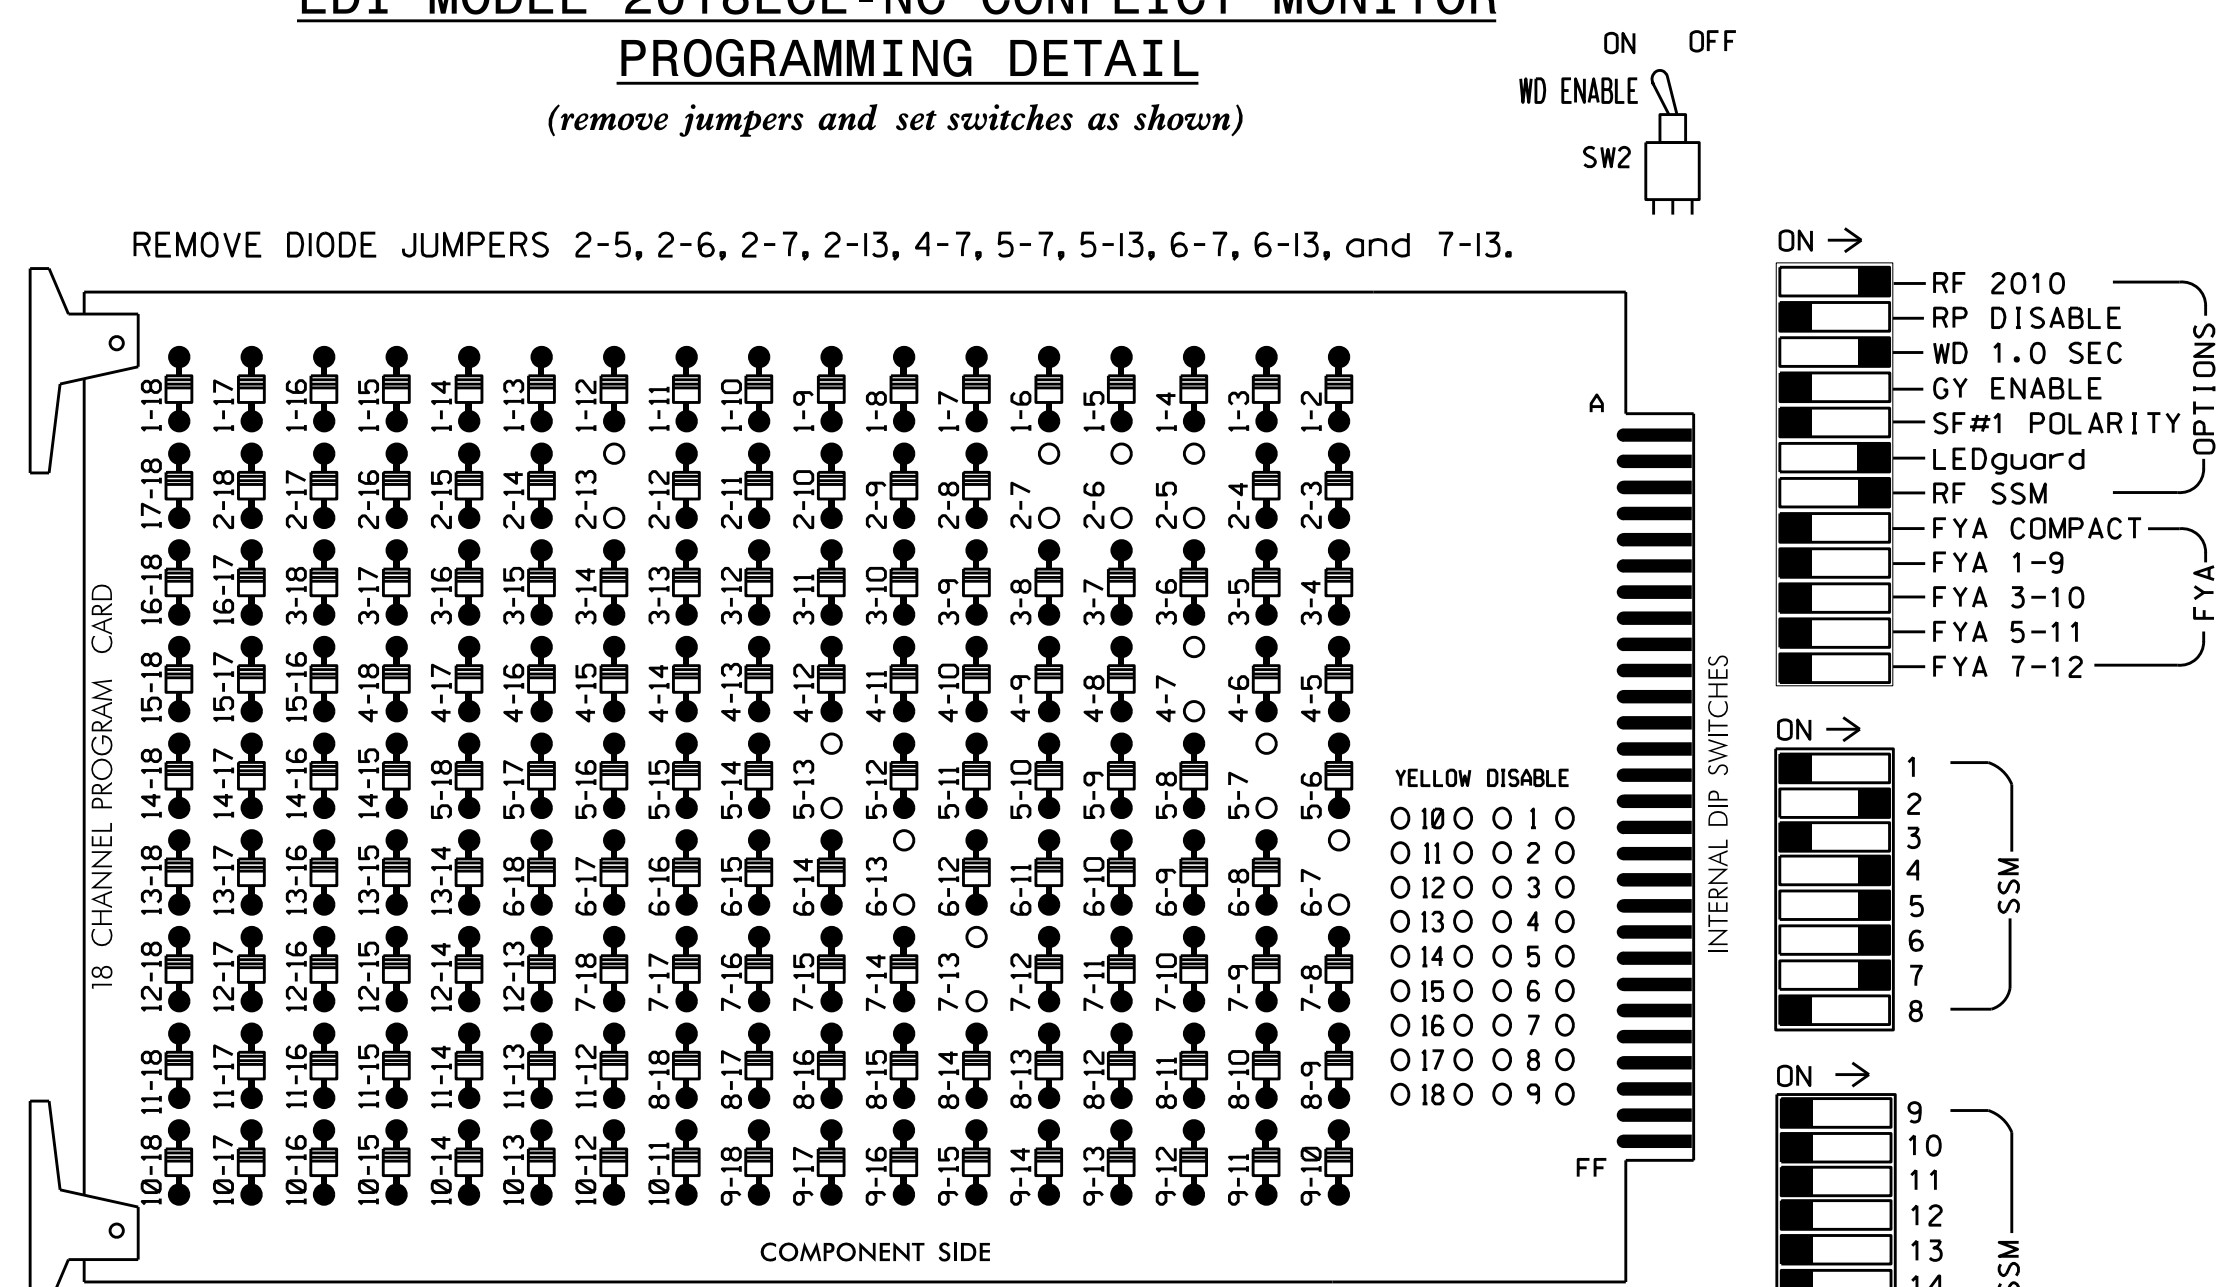 EDI MODEL 2018ECL-NC CONFLICT MONITOR
PROGRAMMING DETAIL
(remove jumpers and set switches as shown)
ON OFF
WD ENABLE
SW2
REMOVE DIODE JUMPERS 2-5, 2-6, 2-7, 2-13, 4-7, 5-7, 5-13, 6-7, 6-13, and 7-13.
18 CHANNEL PROGRAM CARD
1-18 1-17 1-16 1-15 1-14 1-13 1-12 1-11 1-10 1-9 1-8 1-7 1-6 1-5 1-4 1-3 1-2
17-18 2-18 2-17 2-16 2-15 2-14 2-13 2-12 2-11 2-10 2-9 2-8 2-7 2-6 2-5 2-4 2-3
16-18 16-17 3-18 3-17 3-16 3-15 3-14 3-13 3-12 3-11 3-10 3-9 3-8 3-7 3-6 3-5 3-4
15-18 15-17 15-16 4-18 4-17 4-16 4-15 4-14 4-13 4-12 4-11 4-10 4-9 4-8 4-7 4-6 4-5
14-18 14-17 14-16 14-15 5-18 5-17 5-16 5-15 5-14 5-13 5-12 5-11 5-10 5-9 5-8 5-7 5-6
13-18 13-17 13-16 13-15 13-14 6-18 6-17 6-16 6-15 6-14 6-13 6-12 6-11 6-10 6-9 6-8 6-7
12-18 12-17 12-16 12-15 12-14 12-13 7-18 7-17 7-16 7-15 7-14 7-13 7-12 7-11 7-10 7-9 7-8
11-18 11-17 11-16 11-15 11-14 11-13 11-12 8-18 8-17 8-16 8-15 8-14 8-13 8-12 8-11 8-10 8-9
10-18 10-17 10-16 10-15 10-14 10-13 10-12 10-11 9-18 9-17 9-16 9-15 9-14 9-13 9-12 9-11 9-10
COMPONENT SIDE
A
FF
YELLOW DISABLE
10 1
11 2
12 3
13 4
14 5
15 6
16 7
17 8
18 9
INTERNAL DIP SWITCHES
ON
RF 2010
RP DISABLE
WD 1.0 SEC
GY ENABLE
SF#1 POLARITY
LEDguard
RF SSM
OPTIONS
FYA COMPACT
FYA 1-9
FYA 3-10
FYA 5-11
FYA 7-12
FYA
ON
1
2
3
4
5
6
7
8
SSM
ON
9
10
11
12
13
14
SSM